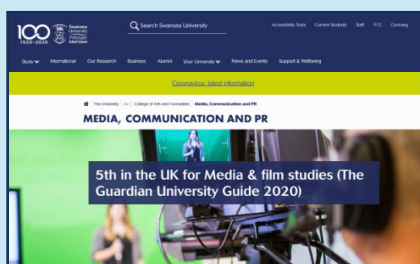 100
1920-2020
Swansea
University
Prifysgol
Abertawe
Search Swansea University
Accessibility Tools Current Students Staff 中文 Cymraeg
Study International Our Research Business Alumni Your University News and Events Support & Wellbeing
Coronavirus: latest information
The University College of Arts and Humanities Media, Communication and PR
MEDIA, COMMUNICATION AND PR
5th in the UK for Media & film studies (The
Guardian University Guide 2020)